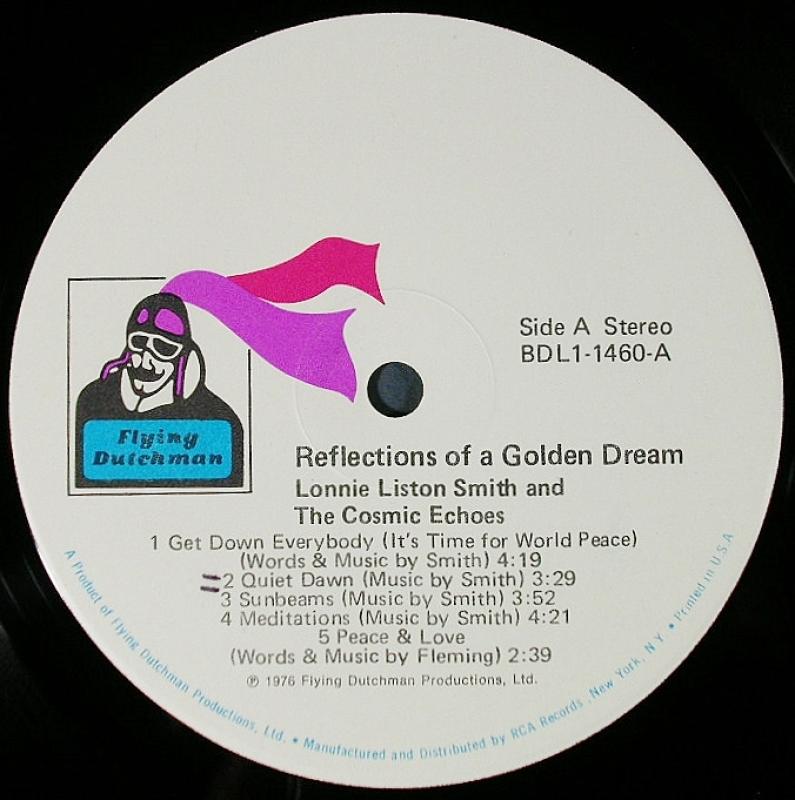 Side A Stereo
BDL1-1460-A
Flying
Dutchman
Reflections of a Golden Dream
Lonnie Liston Smith and
The Cosmic Echoes
1 Get Down Everybody (It's Time for World Peace)
(Words & Music by Smith) 4:19
2 Quiet Dawn (Music by Smith) 3:29
3 Sunbeams (Music by Smith) 3:52
4 Meditations (Music by Smith) 4:21
5 Peace & Love
(Words & Music by Fleming) 2:39
℗ 1976 Flying Dutchman Productions, Ltd.
A Product of Flying Dutchman Productions, Ltd. • Manufactured and Distributed by RCA Records, New York, N.Y. • Printed in U.S.A